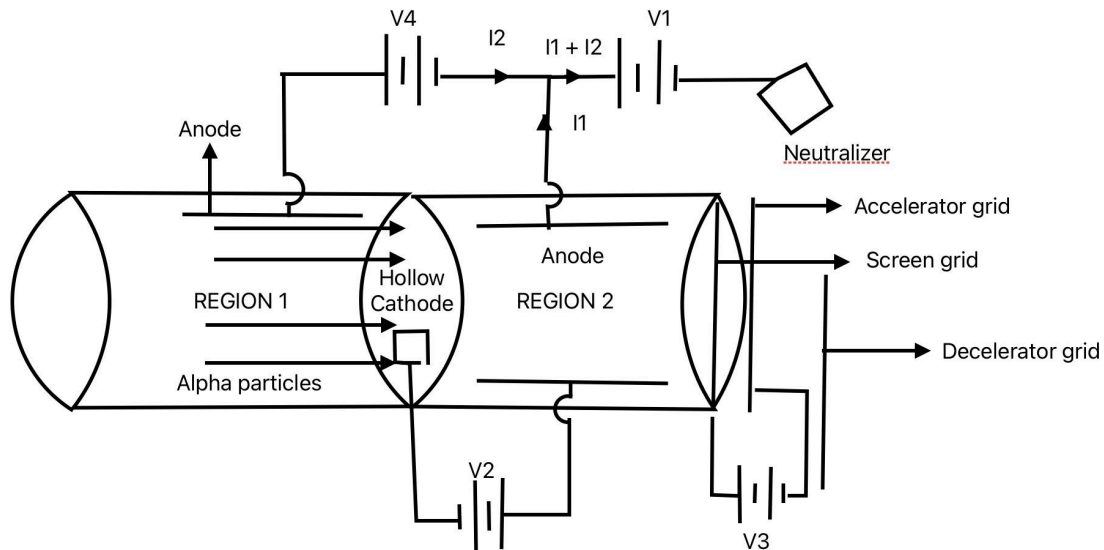 V4
V1
I2
I1 + I2
I1
Anode
Neutralizer
Accelerator grid
Screen grid
Anode
Hollow
Cathode
REGION 1
REGION 2
Decelerator grid
Alpha particles
V2
V3